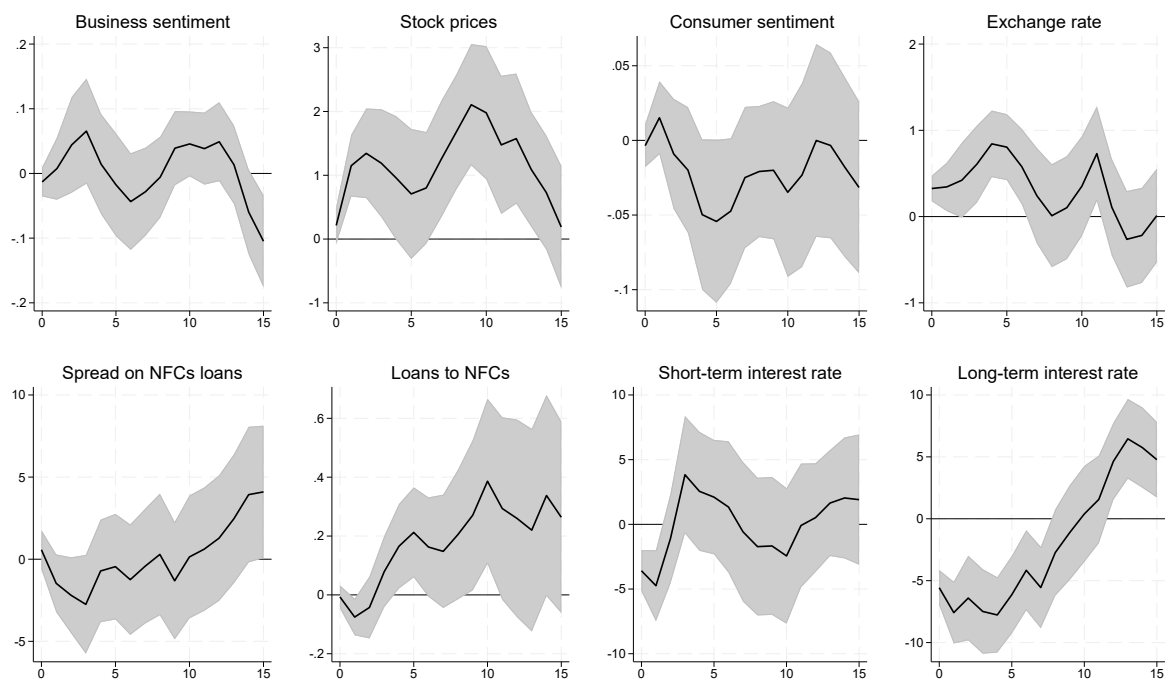 Business sentiment
.2
.1
0
-.1
-.2
0 5 10 15
Stock prices
3
2
1
0
-1
0 5 10 15
Consumer sentiment
.05
0
-.05
-.1
0 5 10 15
Exchange rate
2
1
0
-1
0 5 10 15
Spread on NFCs loans
10
5
0
-5
0 5 10 15
Loans to NFCs
.6
.4
.2
0
-.2
0 5 10 15
Short-term interest rate
10
5
0
-5
-10
0 5 10 15
Long-term interest rate
10
5
0
-5
-10
0 5 10 15